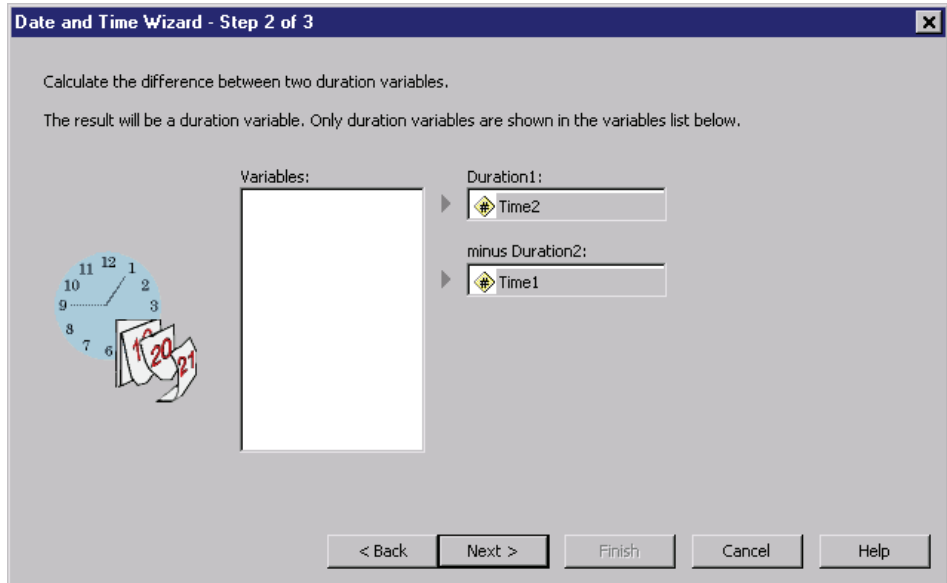 Date and Time Wizard - Step 2 of 3
Calculate the difference between two duration variables.
The result will be a duration variable. Only duration variables are shown in the variables list below.
Variables:
Duration1:
# Time2
minus Duration2:
# Time1
11 12 1
10 2
9 3
8
7 6
19 20 21
< Back Next > Finish Cancel Help